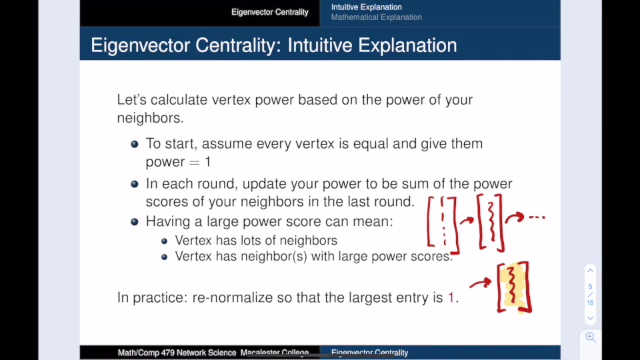 Eigenvector Centrality
Intuitive Explanation
Mathematical Explanation
Eigenvector Centrality: Intuitive Explanation
Let's calculate vertex power based on the power of your
neighbors.
To start, assume every vertex is equal and give them
power = 1
In each round, update your power to be sum of the power
scores of your neighbors in the last round.
Having a large power score can mean:
Vertex has lots of neighbors
Vertex has neighbor(s) with large power scores.
In practice: re-normalize so that the largest entry is 1.
5
/
18
Math/Comp 479 Network Science Macalester College
Eigenvector Centrality